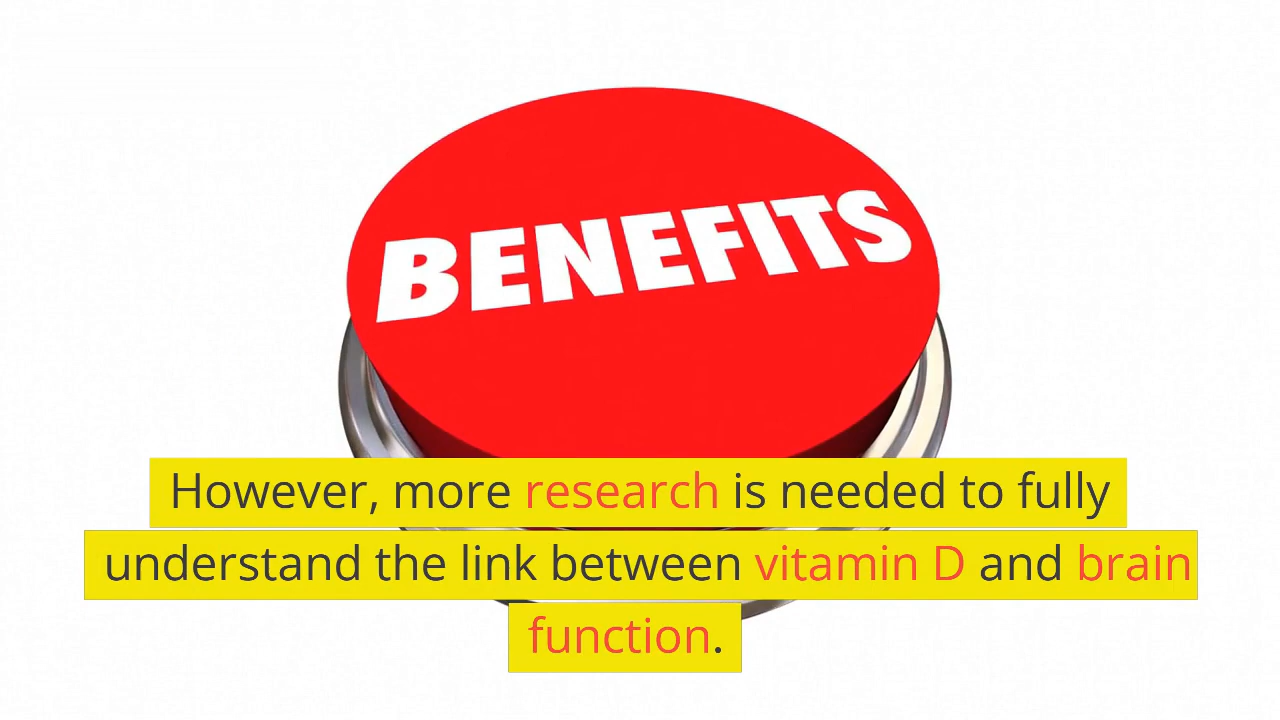 BENEFITS
However, more research is needed to fully
understand the link between vitamin D and brain
function.